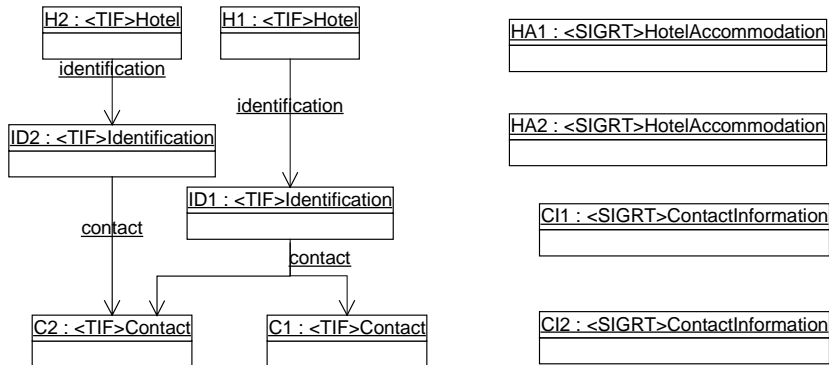 H2 : <TIF>Hotel
H1 : <TIF>Hotel
HA1 : <SIGRT>HotelAccommodation
identification
identification
HA2 : <SIGRT>HotelAccommodation
ID2 : <TIF>Identification
ID1 : <TIF>Identification
CI1 : <SIGRT>ContactInformation
contact
contact
C2 : <TIF>Contact
C1 : <TIF>Contact
CI2 : <SIGRT>ContactInformation